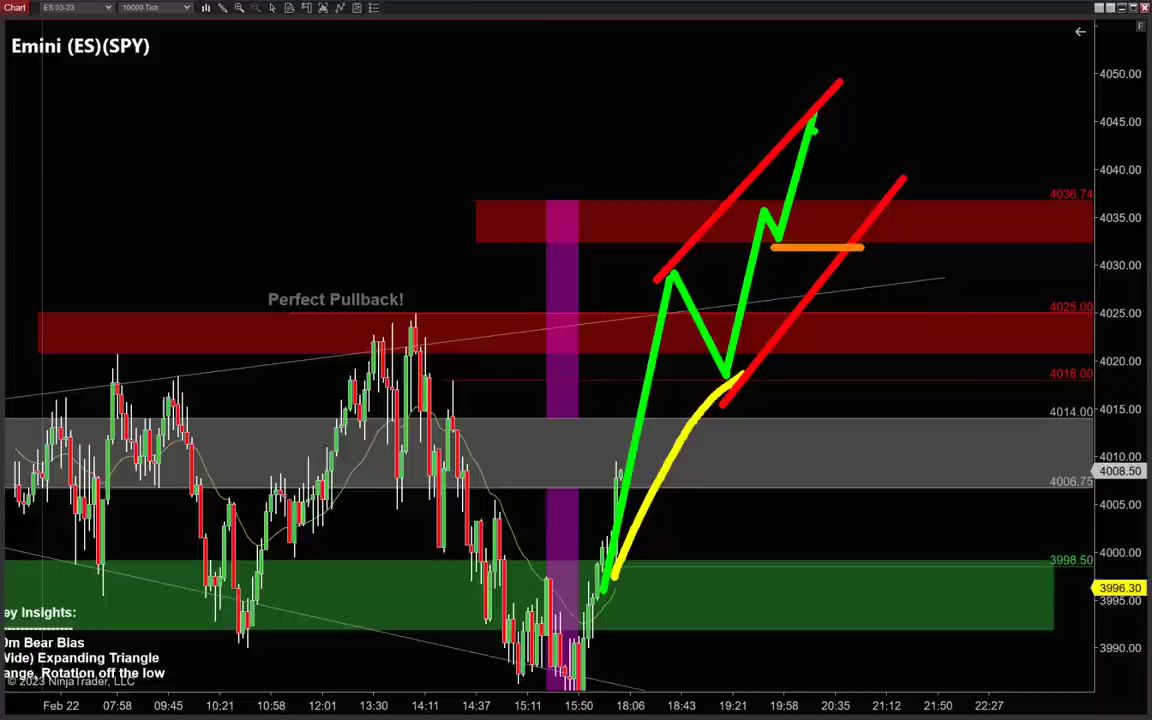 Chart ES 03-23 10000 Tick
F
Emini (ES)(SPY)
4050.00
4045.00
4040.00
4036.74
4035.00
4030.00
Perfect Pullback!
4025.00
4025.00
4020.00
4018.00
4015.00
4014.00
4010.00
4008.50
4006.75
4005.00
4000.00
3998.50
3996.30
3995.00
3990.00
ey Insights:
0m Bear Bias
Wide) Expanding Triangle
ange, Rotation off the low
© 2023 NinjaTrader, LLC
Feb 22 07:58 09:45 10:21 10:58 12:01 13:30 14:11 14:37 15:11 15:50 18:06 18:43 19:21 19:58 20:35 21:12 21:50 22:27